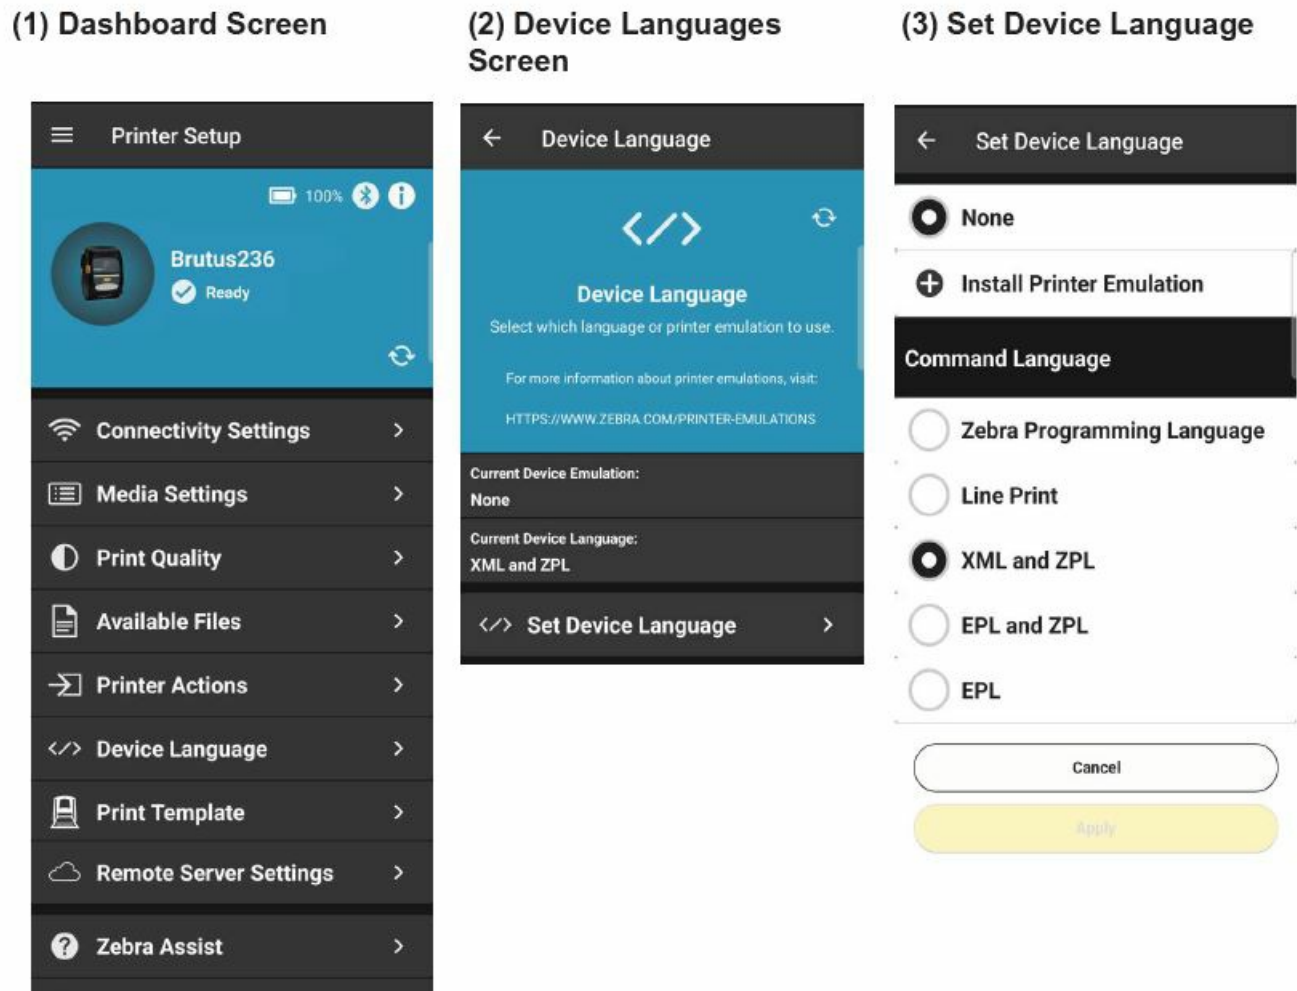 (1) Dashboard Screen
Printer Setup
100%
Brutus236
Ready
Connectivity Settings
Media Settings
Print Quality
Available Files
Printer Actions
Device Language
Print Template
Remote Server Settings
Zebra Assist
(2) Device Languages
Screen
Device Language
</>
Device Language
Select which language or printer emulation to use.
For more information about printer emulations, visit:
HTTPS://WWW.ZEBRA.COM/PRINTER-EMULATIONS
Current Device Emulation:
None
Current Device Language:
XML and ZPL
Set Device Language
(3) Set Device Language
Set Device Language
None
Install Printer Emulation
Command Language
Zebra Programming Language
Line Print
XML and ZPL
EPL and ZPL
EPL
Cancel
Apply